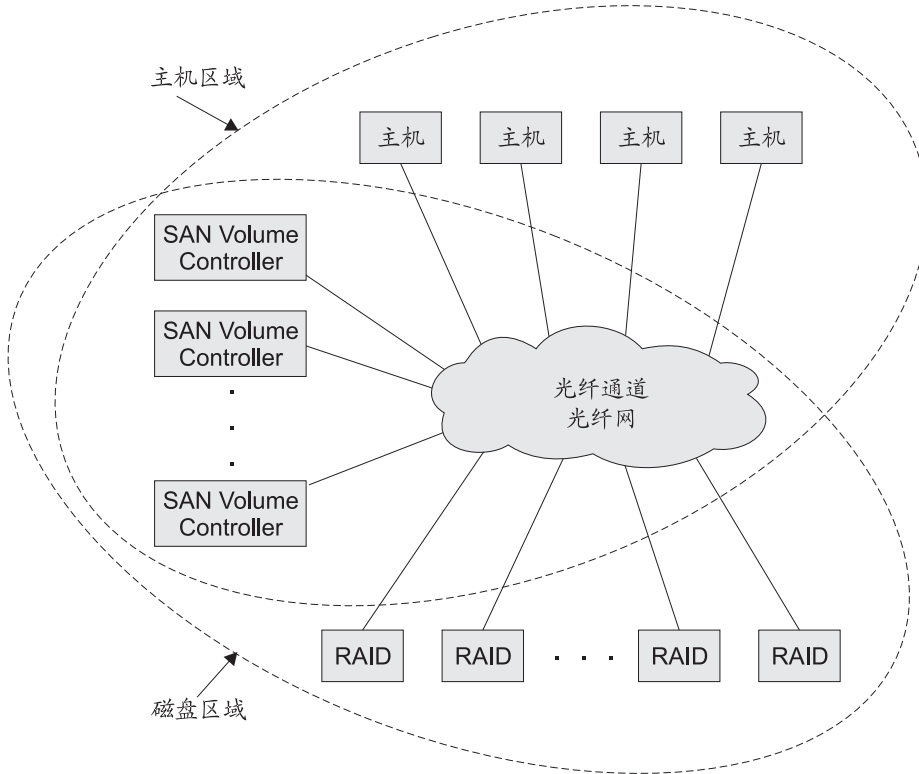 主机区域
主机
主机
主机
主机
SAN Volume
Controller
SAN Volume
Controller
光纤通道
光纤网
SAN Volume
Controller
RAID
RAID
RAID
RAID
磁盘区域